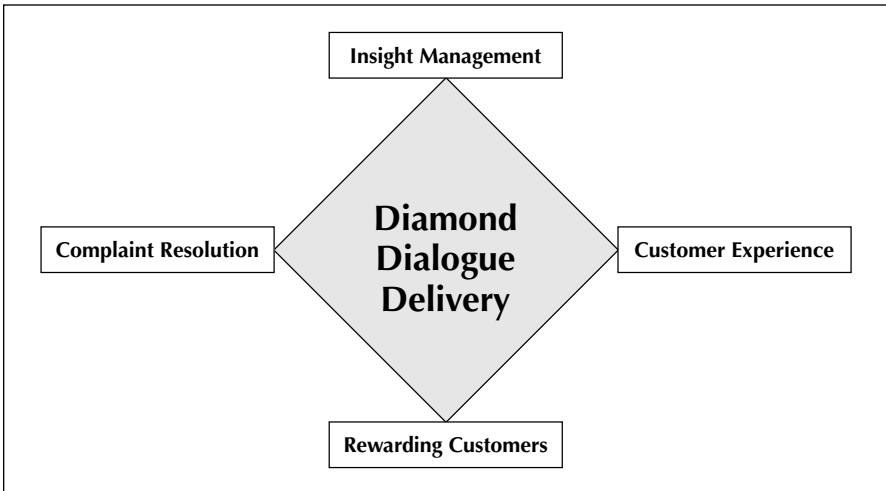 Insight Management
Diamond
Dialogue
Delivery
Complaint Resolution
Customer Experience
Rewarding Customers